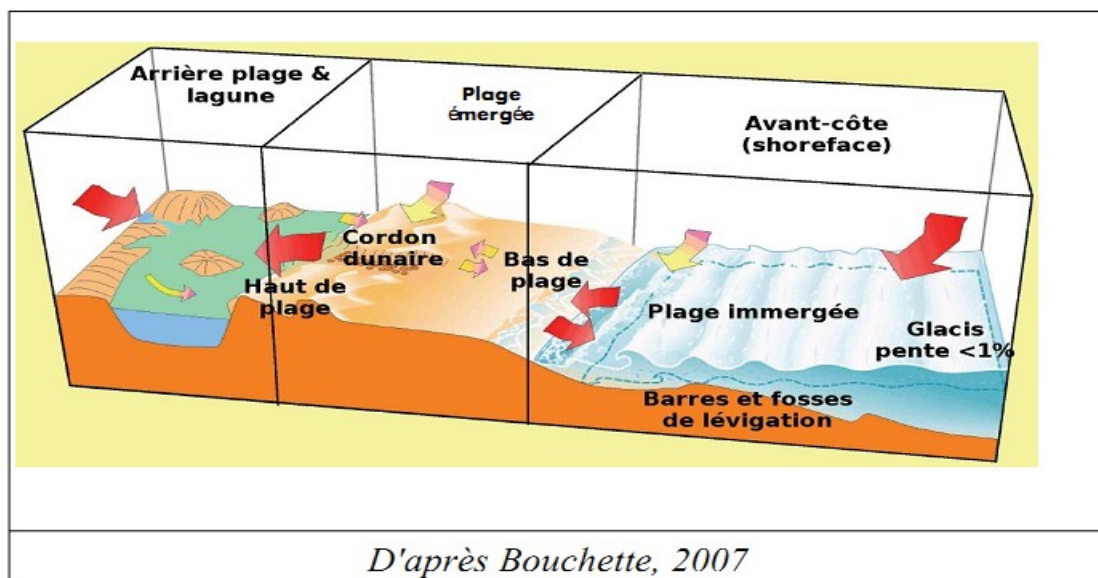 Arrière plage &
lagune
Plage
émergée
Avant-côte
(shoreface)
Cordon
dunaire
Haut de
plage
Bas de
plage
Plage immergée
Glacis
pente <1%
Barres et fosses
de lévigation
D'après Bouchette, 2007